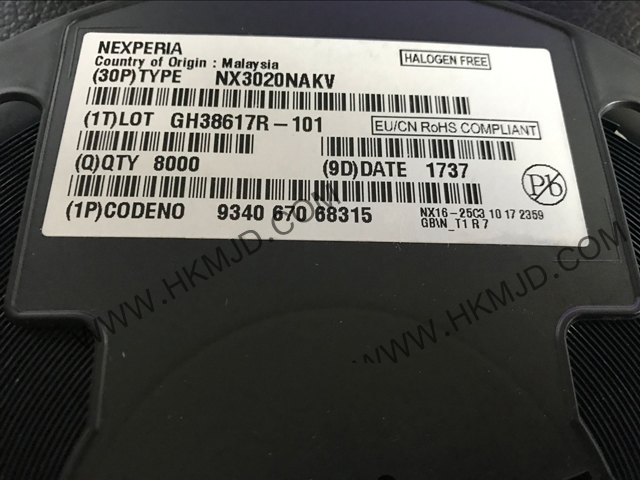 NEXPERIA
Country of Origin : Malaysia
HALOGEN FREE
(30P)TYPE NX3020NAKV
(1T)LOT GH38617R-101
EU/CN RoHS COMPLIANT
(Q)QTY 8000
(9D)DATE 1737
Pb
(1P)CODENO 9340 670 68315
NX16-25C3 10 17 2359
GB\N_T1 R 7
WWW.HKMJD.COM
WWW.HKMJD.COM